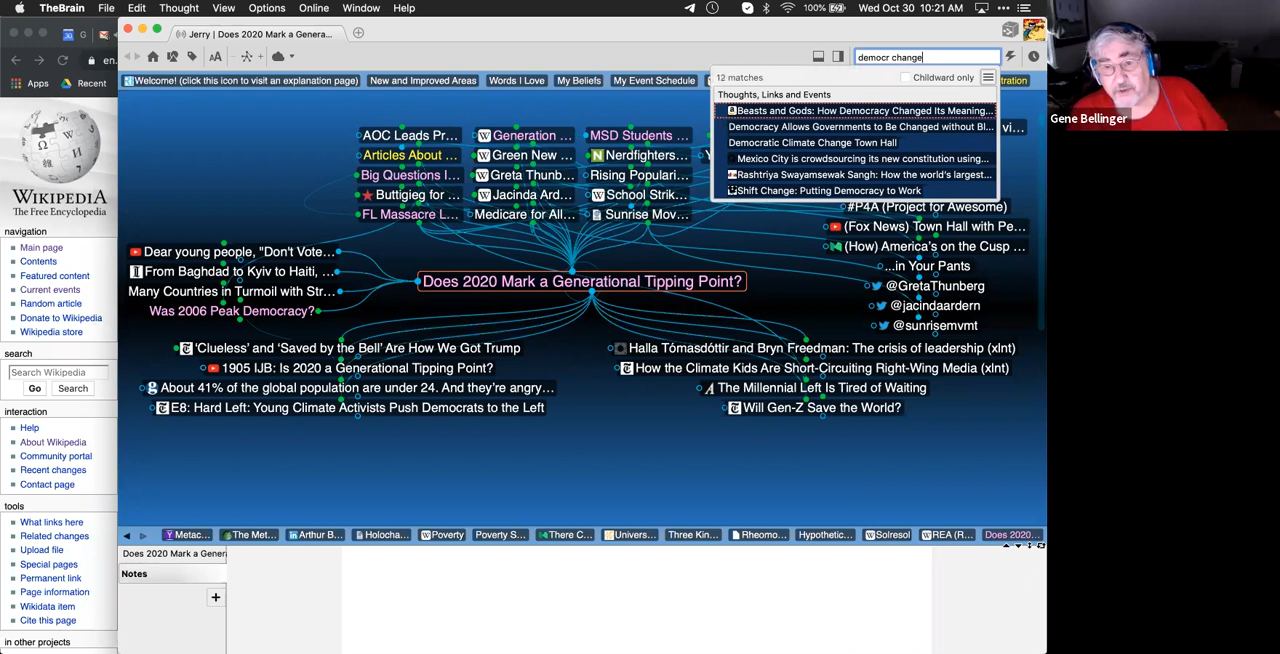 TheBrain File Edit Thought View Options Online Window Help 100% Wed Oct 30 10:21 AM
Jerry | Does 2020 Mark a Genera...
G
en.
democr change
Apps Recent
Welcome! (click this icon to visit an explanation page) New and Improved Areas Words I Love My Beliefs My Event Schedule
12 matches Childward only
Thoughts, Links and Events
Beasts and Gods: How Democracy Changed Its Meaning...
Democracy Allows Governments to Be Changed without Bl...
Democratic Climate Change Town Hall
Mexico City is crowdsourcing its new constitution using...
Rashtriya Swayamsewak Sangh: How the world's largest...
Shift Change: Putting Democracy to Work
AOC Leads Pr... Generation ... MSD Students ...
Articles About ... Green New ... Nerdfighters...
Big Questions I... Greta Thunb... Rising Populari...
Buttigieg for ... Jacinda Ard... School Strik...
FL Massacre L... Medicare for All... Sunrise Mov...
#P4A (Project for Awesome)
(Fox News) Town Hall with Pe...
(How) America's on the Cusp ...
...in Your Pants
@GretaThunberg
@jacindaardern
@sunrisemvmt
Dear young people, "Don't Vote...
From Baghdad to Kyiv to Haiti, ...
Many Countries in Turmoil with Str...
Was 2006 Peak Democracy?
Does 2020 Mark a Generational Tipping Point?
'Clueless' and 'Saved by the Bell' Are How We Got Trump
1905 IJB: Is 2020 a Generational Tipping Point?
About 41% of the global population are under 24. And they're angry...
E8: Hard Left: Young Climate Activists Push Democrats to the Left
Halla Tómasdóttir and Bryn Freedman: The crisis of leadership (xlnt)
How the Climate Kids Are Short-Circuiting Right-Wing Media (xlnt)
The Millennial Left Is Tired of Waiting
Will Gen-Z Save the World?
Metac... The Met... Arthur B... Holocha... Poverty Poverty S... There C... Univers... Three Kin... Rheomo... Hypothetic... Solresol REA (R... Does 2020...
Does 2020 Mark a Gener
Notes
WIKIPEDIA
The Free Encyclopedia
navigation
Main page
Contents
Featured content
Current events
Random article
Donate to Wikipedia
Wikipedia store
search
Search Wikipedia
Go Search
interaction
Help
About Wikipedia
Community portal
Recent changes
Contact page
tools
What links here
Related changes
Upload file
Special pages
Permanent link
Page information
Wikidata item
Cite this page
in other projects
Gene Bellinger